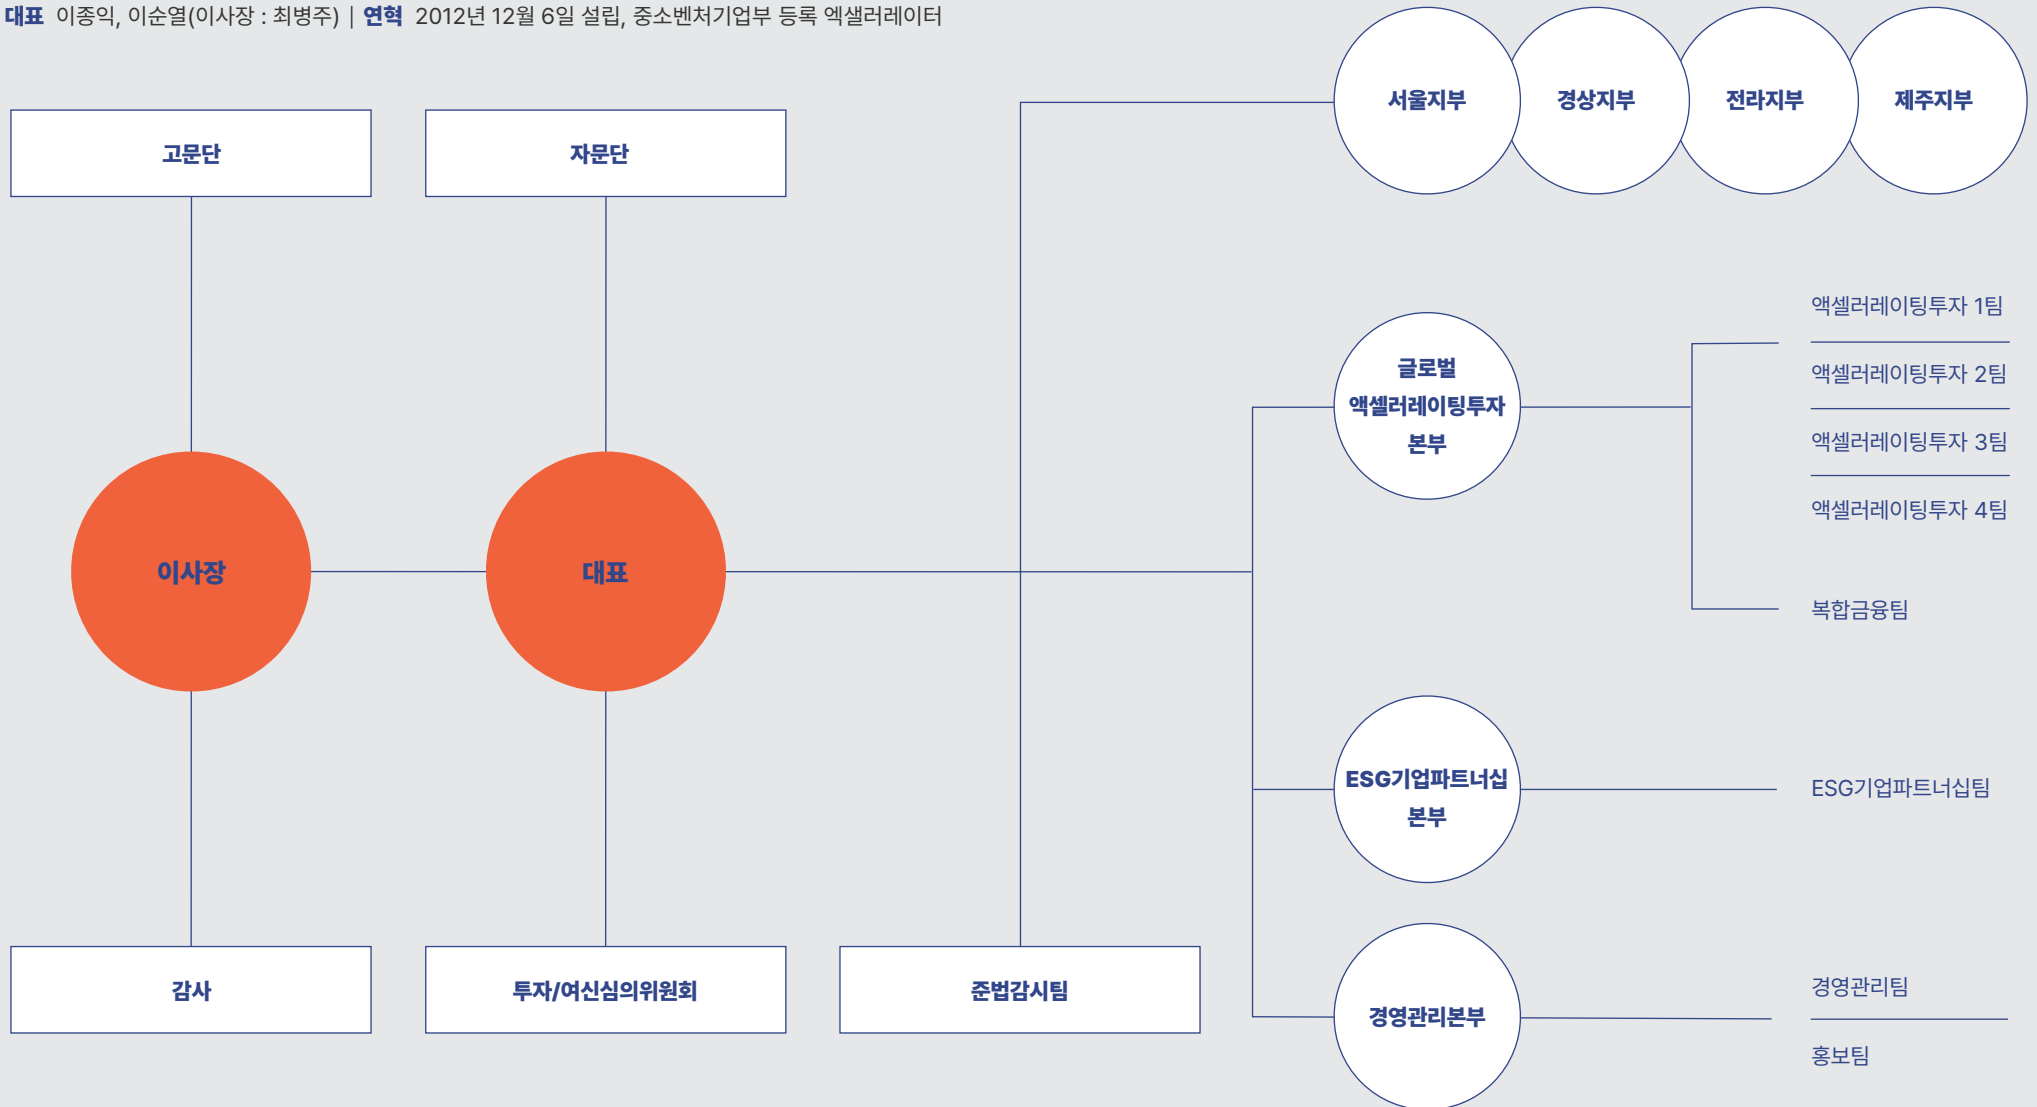 대표 이종익, 이순열(이사장 : 최병주) | 연혁 2012년 12월 6일 설립, 중소벤처기업부 등록 엑샐러레이터
서울지부
경상지부
전라지부
제주지부
고문단
자문단
이사장
대표
감사
투자/여신심의위원회
준법감시팀
글로벌
액셀러레이팅투자
본부
액셀러레이팅투자 1팀
액셀러레이팅투자 2팀
액셀러레이팅투자 3팀
액셀러레이팅투자 4팀
복합금융팀
ESG기업파트너십
본부
ESG기업파트너십팀
경영관리본부
경영관리팀
홍보팀